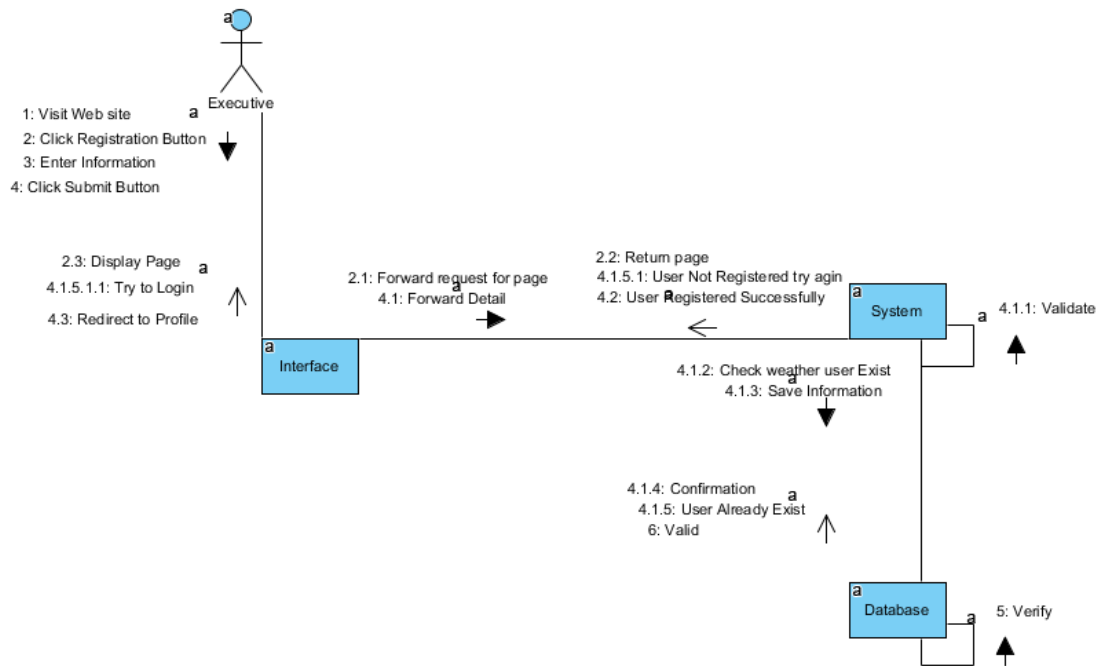 a
Executive
1: Visit Web site
a
2: Click Registration Button
3: Enter Information
4: Click Submit Button
2.3: Display Page
a
4.1.5.1.1: Try to Login
4.3: Redirect to Profile
2.1: Forward request for page
a
4.1: Forward Detail
2.2: Return page
4.1.5.1: User Not Registered try agin
a
4.2: User Registered Successfully
a
System
a
4.1.1: Validate
a
Interface
4.1.2: Check weather user Exist
a
4.1.3: Save Information
4.1.4: Confirmation
a
4.1.5: User Already Exist
6: Valid
a
Database
a
5: Verify